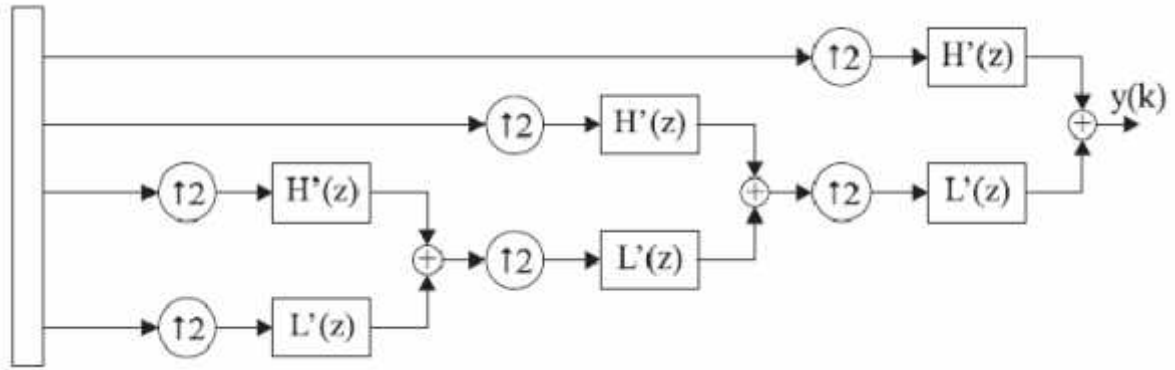 ↑2 H'(z)
y(k)
↑2 H'(z)
+
↑2 H'(z) + ↑2 L'(z)
+ ↑2 L'(z)
↑2 L'(z)